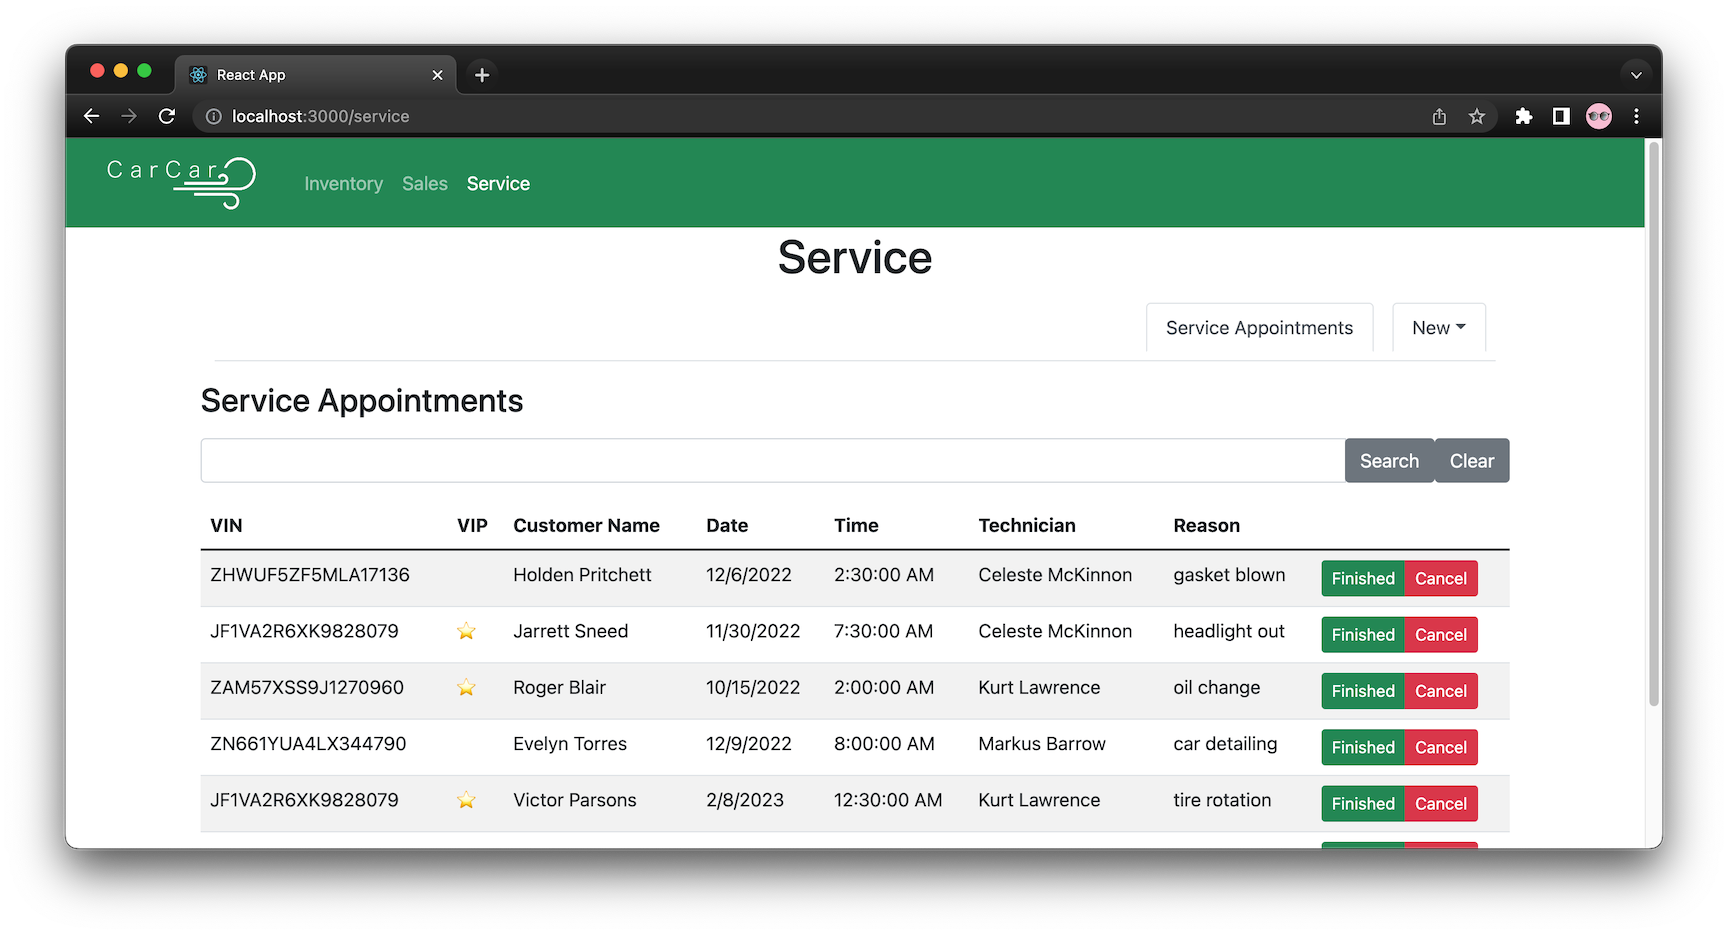 React App
localhost:3000/service
CarCar
Inventory Sales Service
Service
Service Appointments New
Service Appointments
Search Clear
VIN VIP Customer Name Date Time Technician Reason
ZHWUF5ZF5MLA17136 Holden Pritchett 12/6/2022 2:30:00 AM Celeste McKinnon gasket blown Finished Cancel
JF1VA2R6XK9828079 Jarrett Sneed 11/30/2022 7:30:00 AM Celeste McKinnon headlight out Finished Cancel
ZAM57XSS9J1270960 Roger Blair 10/15/2022 2:00:00 AM Kurt Lawrence oil change Finished Cancel
ZN661YUA4LX344790 Evelyn Torres 12/9/2022 8:00:00 AM Markus Barrow car detailing Finished Cancel
JF1VA2R6XK9828079 Victor Parsons 2/8/2023 12:30:00 AM Kurt Lawrence tire rotation Finished Cancel